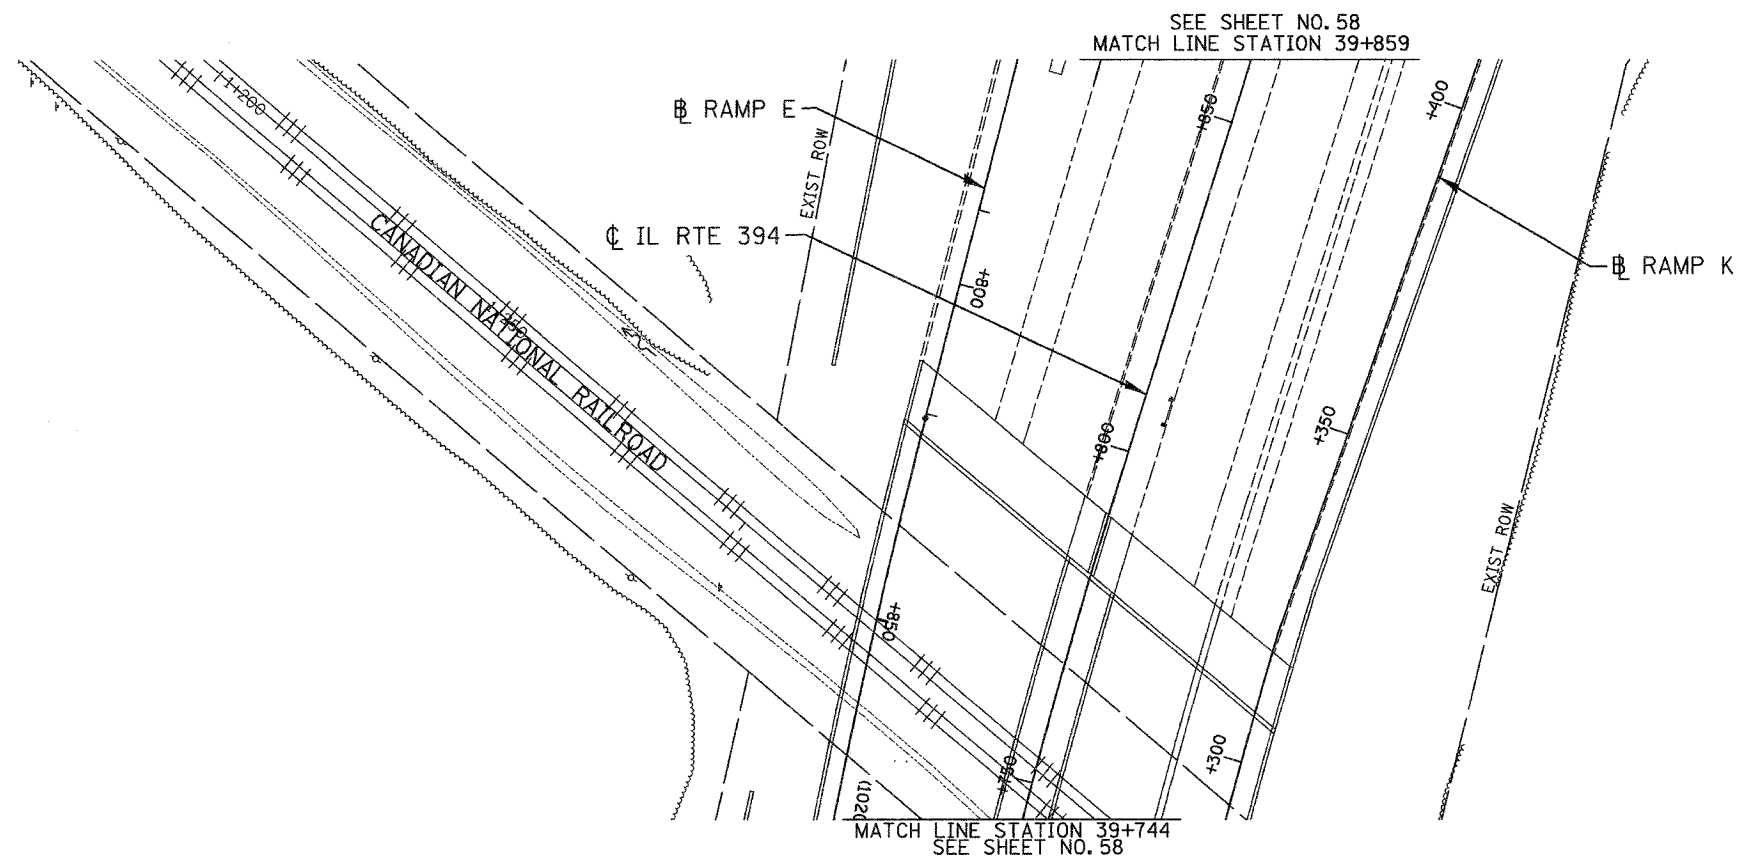 SEE SHEET NO. 58
MATCH LINE STATION 39+859
1+200
℄ RAMP E
EXIST ROW
+850
+400
CANADIAN NATIONAL RAILROAD
℄ IL RTE 394
+800
℄ RAMP K
+800
+350
EXIST ROW
+850
+300
+750
(1020
MATCH LINE STATION 39+744
SEE SHEET NO. 58